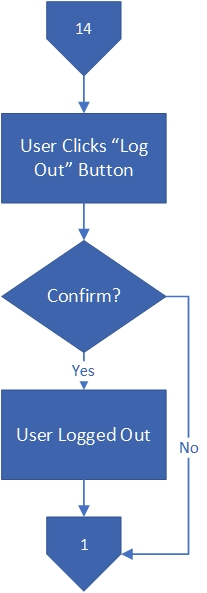 14
User Clicks “Log
Out” Button
Confirm?
Yes
User Logged Out
No
1